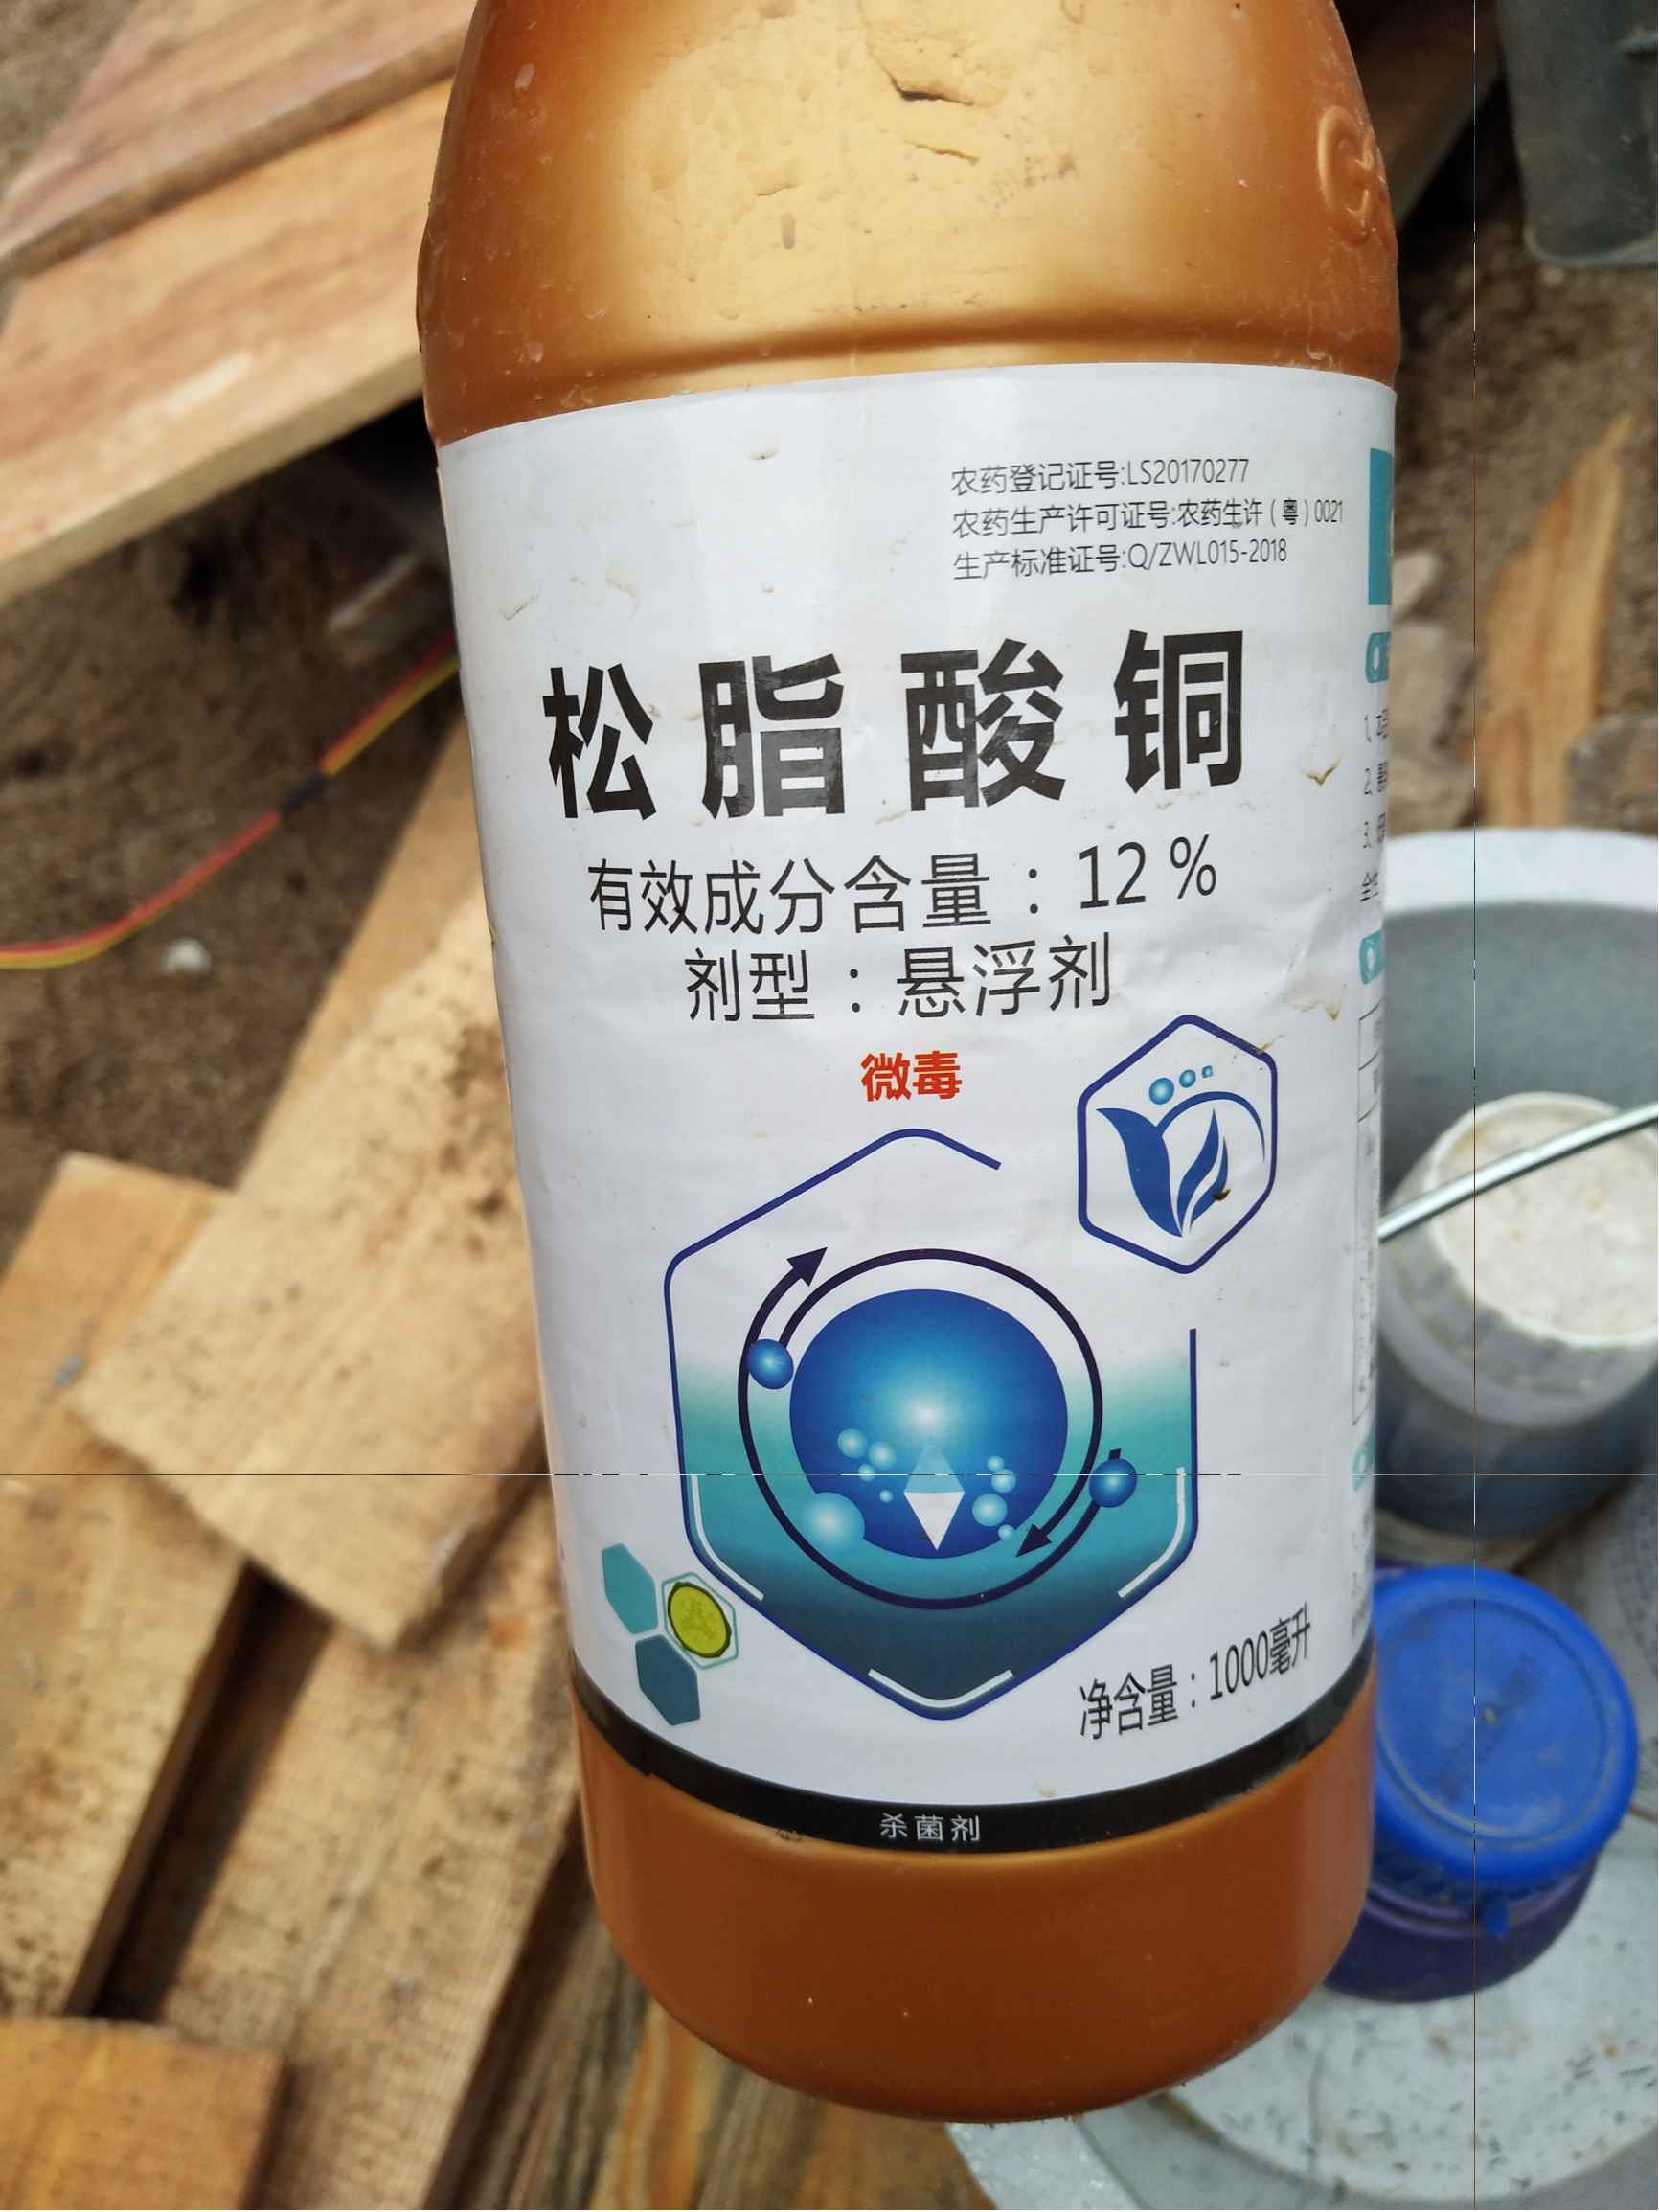 农药登记证号:LS20170277
农药生产许可证号:农药生许(粤)0021
生产标准证号:Q/ZWL015-2018
松脂酸铜
有效成分含量：12%
剂型：悬浮剂
微毒
净含量：1000毫升
杀菌剂